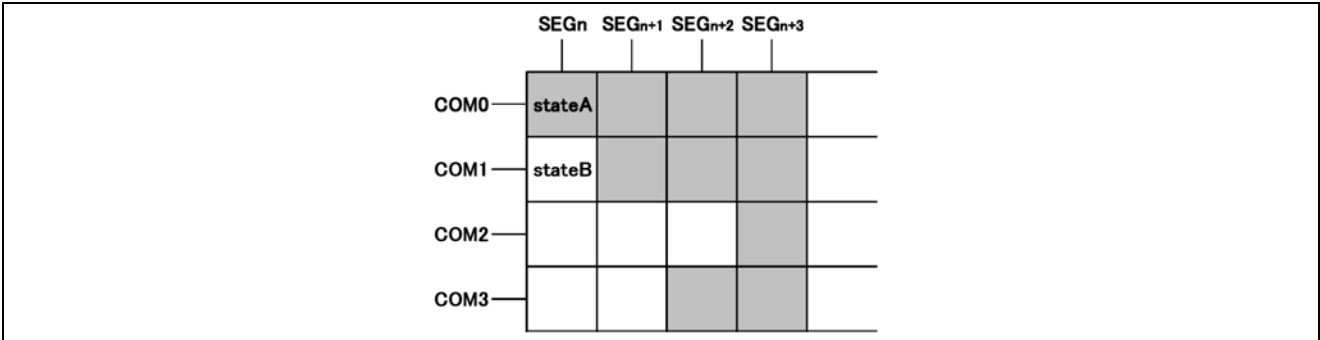 SEGn SEGn+1 SEGn+2 SEGn+3
COM0 stateA
COM1 stateB
COM2
COM3